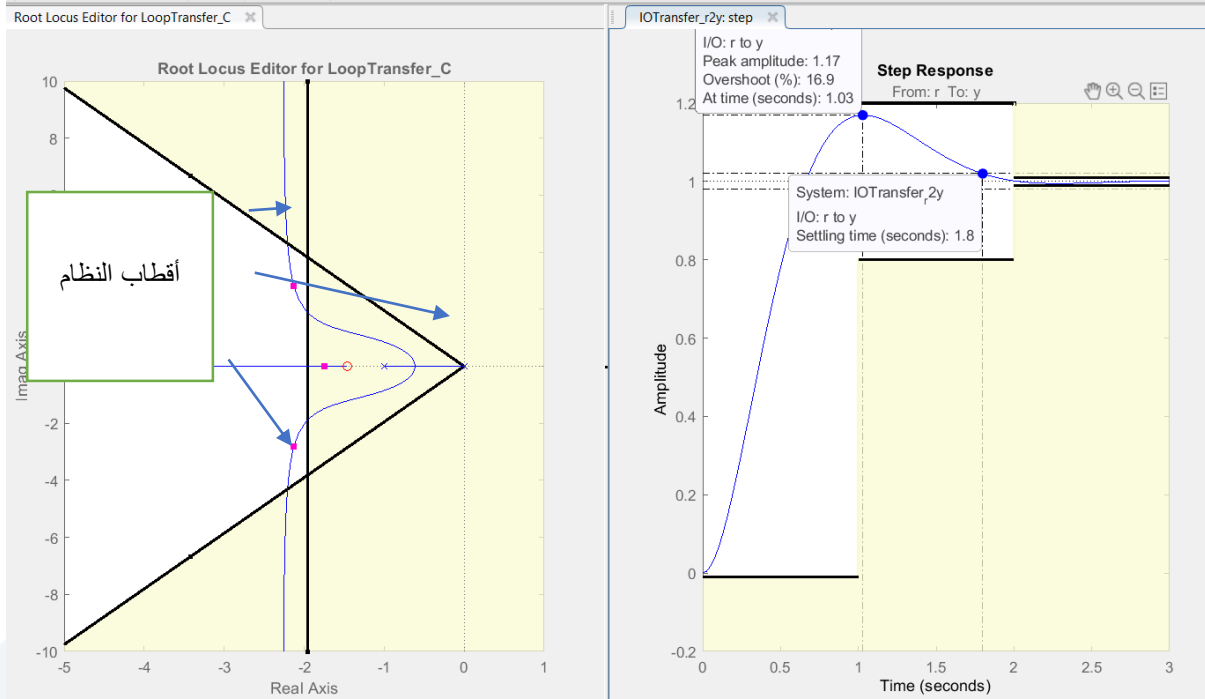 Root Locus Editor for LoopTransfer_C
Root Locus Editor for LoopTransfer_C
10
8
-2
-4
-6
-8
-10
Imag Axis
أقطاب النظام
-5 -4 -3 -2 -1 0 1
Real Axis
IOTransfer_r2y: step
I/O: r to y
Peak amplitude: 1.17
Overshoot (%): 16.9
At time (seconds): 1.03
Step Response
From: r To: y
System: IOTransfer_r2y
I/O: r to y
Settling time (seconds): 1.8
1.2
1
0.8
0.6
0.4
0.2
0
-0.2
Amplitude
0 0.5 1 1.5 2 2.5 3
Time (seconds)